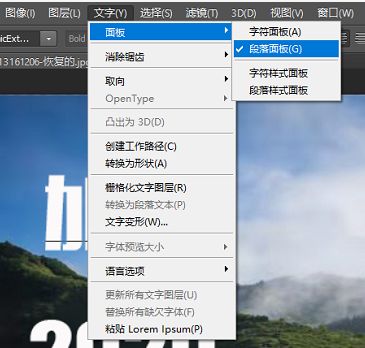 图像(I) 图层(L) 文字(Y) 选择(S) 滤镜(T) 3D(D) 视图(V) 窗口(W)
Bold
13161206-恢复的.jpg
面板
字符面板(A)
段落面板(G)
字符样式面板
段落样式面板
消除锯齿
取向
OpenType
凸出为 3D(D)
创建工作路径(C)
转换为形状(A)
栅格化文字图层(R)
转换为段落文本(P)
文字变形(W)...
字体预览大小
语言选项
更新所有文字图层(U)
替换所有缺欠字体(F)
粘贴 Lorem Ipsum(P)
加
2020